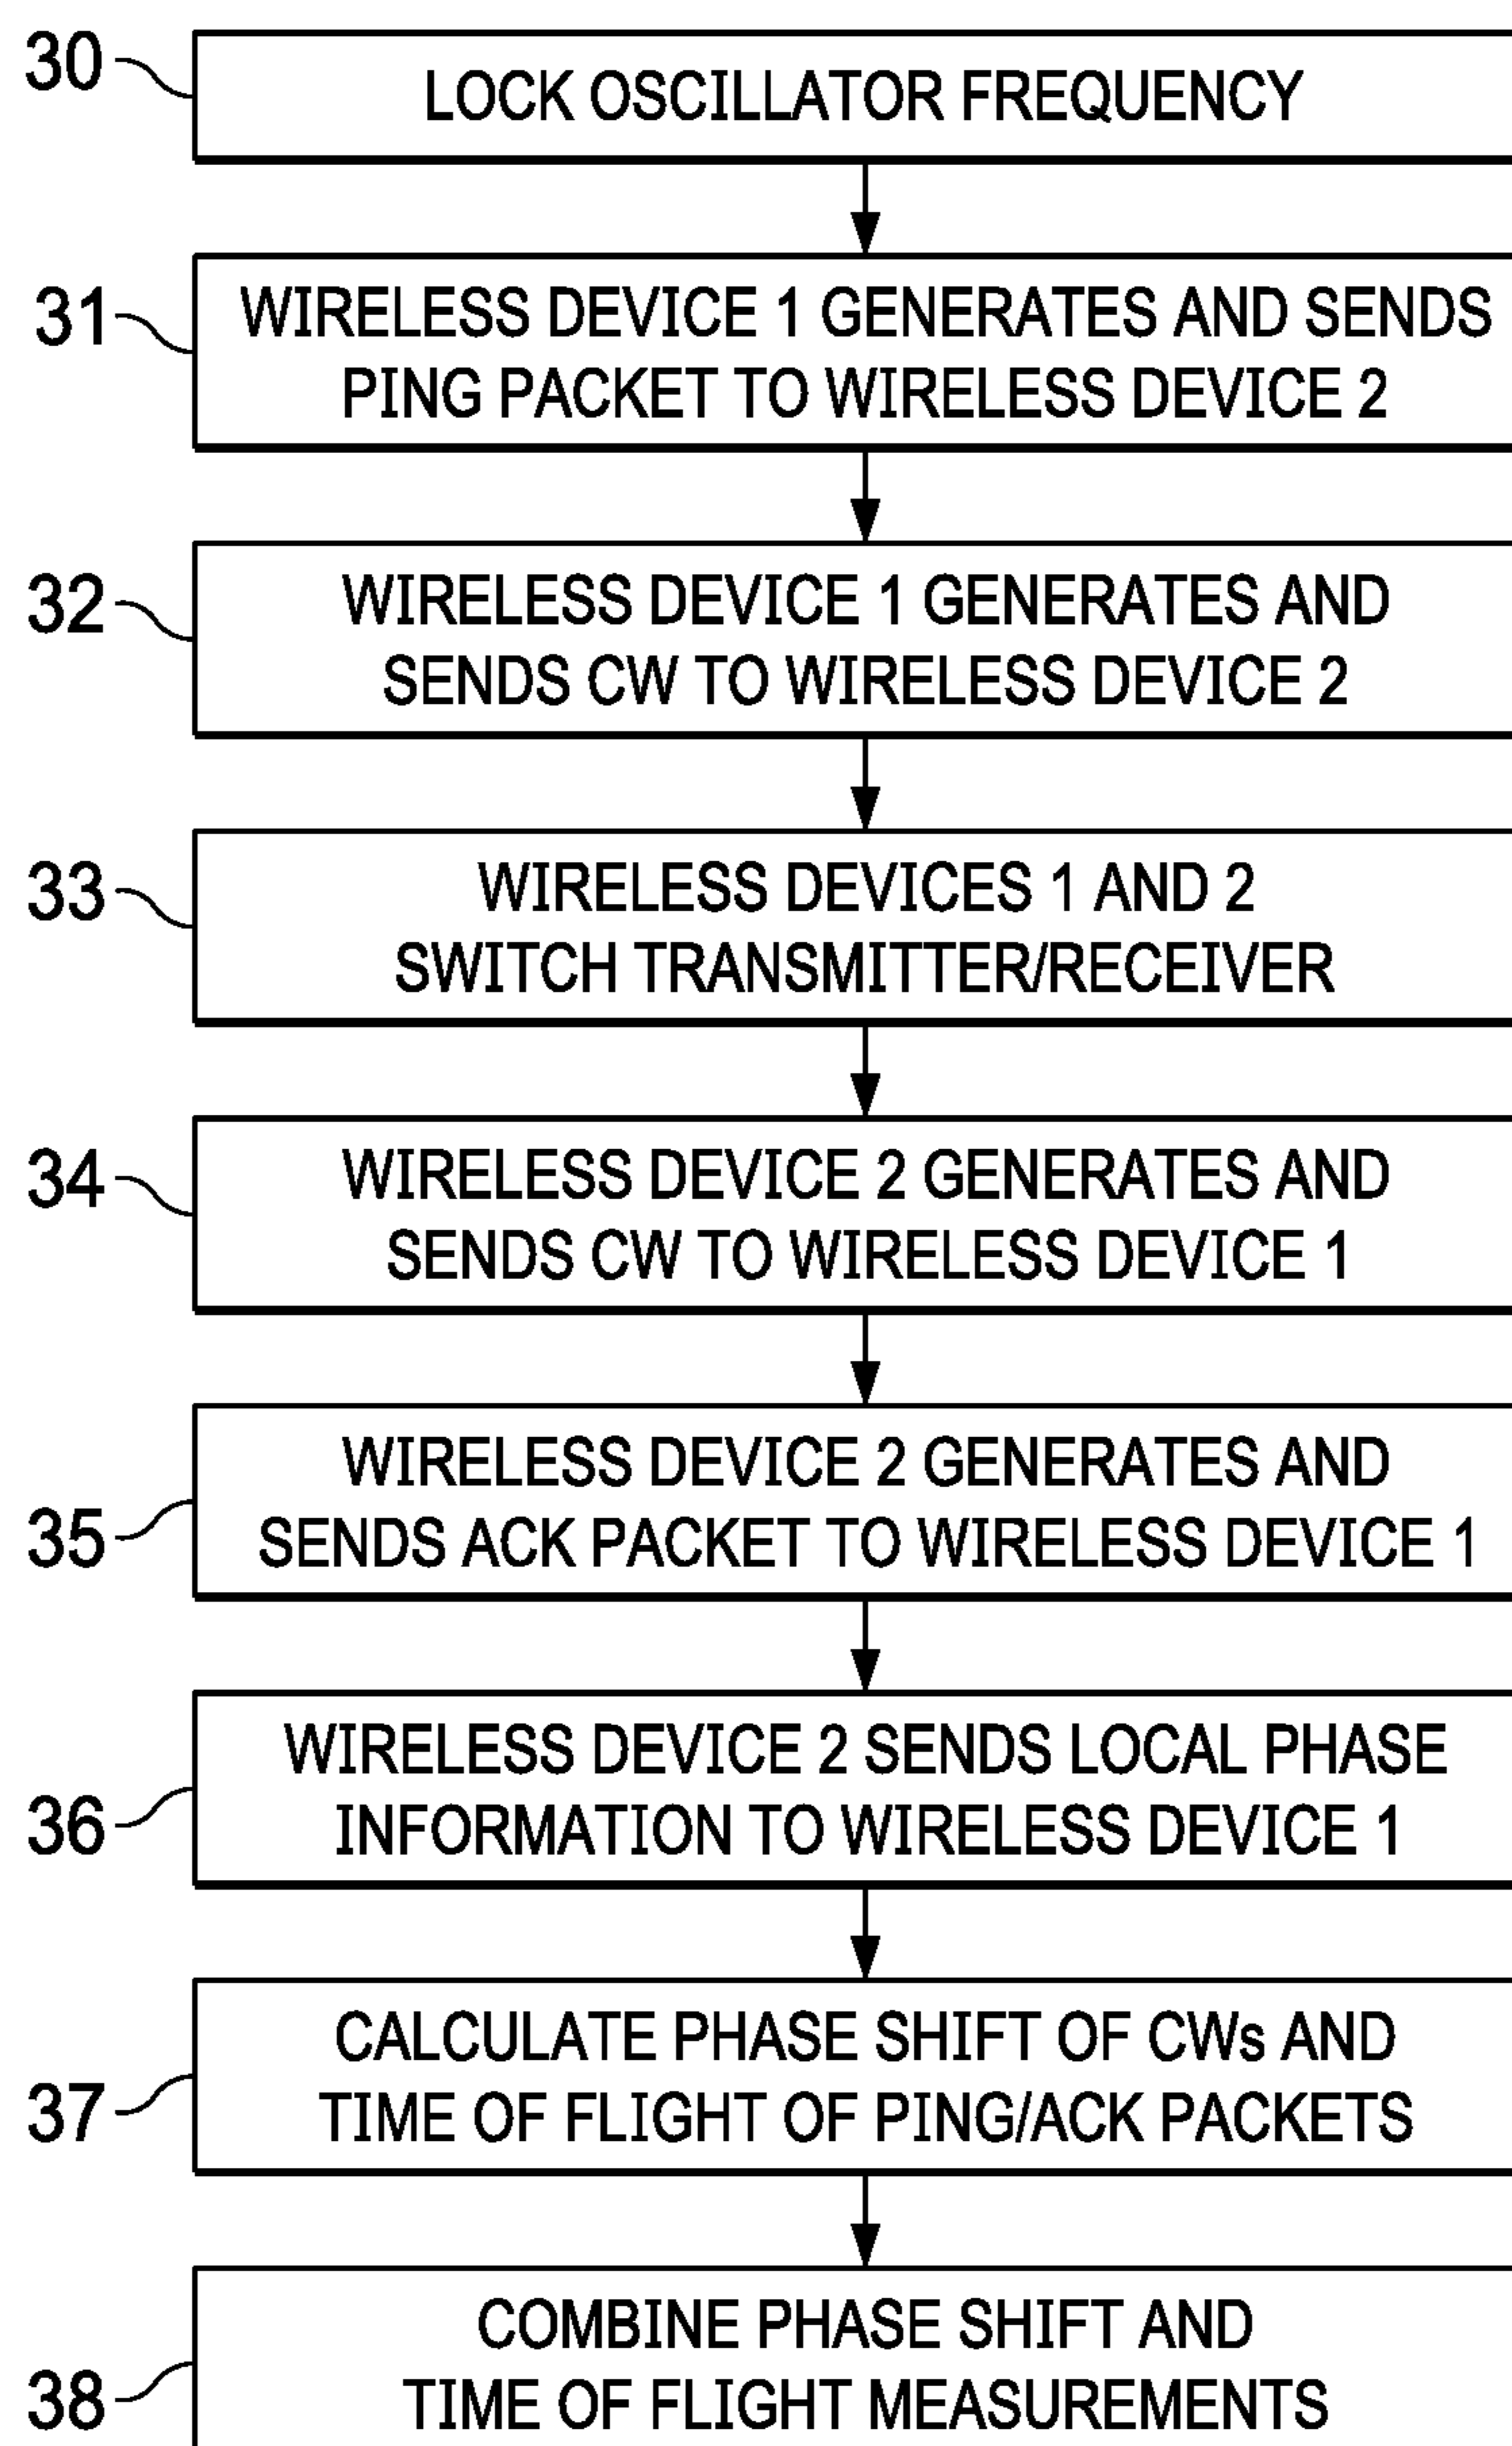 30
LOCK OSCILLATOR FREQUENCY
31
WIRELESS DEVICE 1 GENERATES AND SENDS
PING PACKET TO WIRELESS DEVICE 2
32
WIRELESS DEVICE 1 GENERATES AND
SENDS CW TO WIRELESS DEVICE 2
33
WIRELESS DEVICES 1 AND 2
SWITCH TRANSMITTER/RECEIVER
34
WIRELESS DEVICE 2 GENERATES AND
SENDS CW TO WIRELESS DEVICE 1
35
WIRELESS DEVICE 2 GENERATES AND
SENDS ACK PACKET TO WIRELESS DEVICE 1
36
WIRELESS DEVICE 2 SENDS LOCAL PHASE
INFORMATION TO WIRELESS DEVICE 1
37
CALCULATE PHASE SHIFT OF CWs AND
TIME OF FLIGHT OF PING/ACK PACKETS
38
COMBINE PHASE SHIFT AND
TIME OF FLIGHT MEASUREMENTS